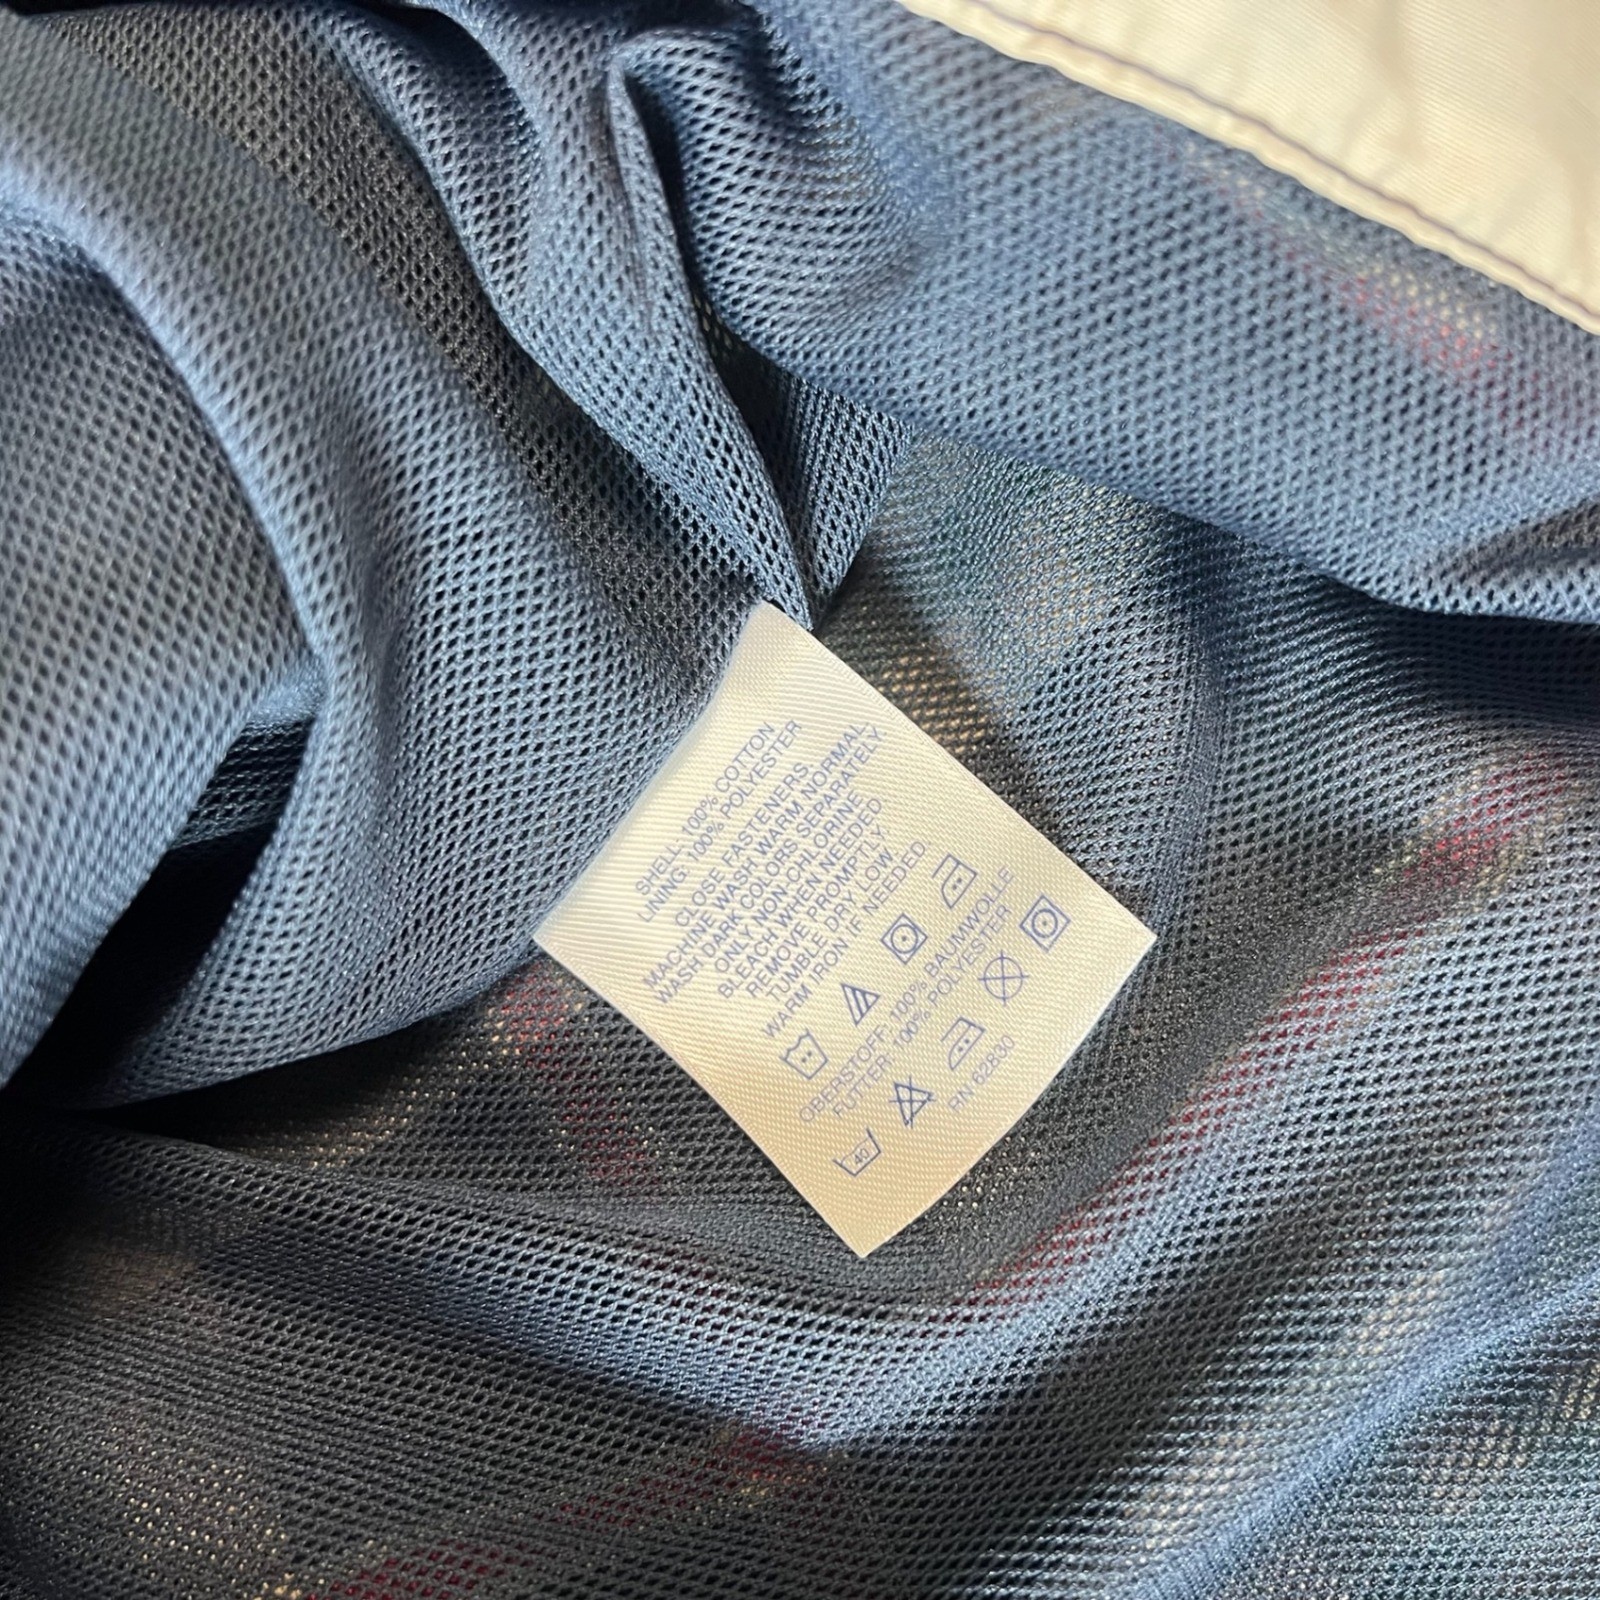 SHELL: 100% COTTON
LINING: 100% POLYESTER
CLOSE FASTENERS
MACHINE WASH WARM NORMAL.
WASH DARK COLORS SEPARATELY.
ONLY NON-CHLORINE
BLEACH WHEN NEEDED
REMOVE PROMPTLY.
TUMBLE DRY LOW.
WARM IRON IF NEEDED
OBERSTOFF: 100% BAUMWOLLE
FUTTER: 100% POLYESTER
40
RN 62830